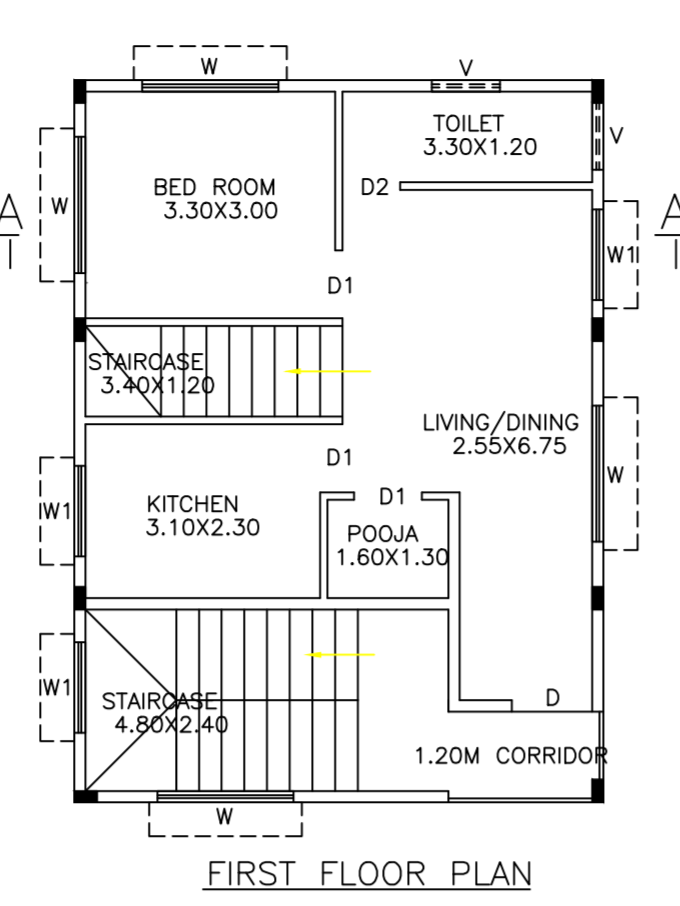 W
V
TOILET
3.30X1.20
V
BED ROOM
3.30X3.00
D2
W
A
A
W1
D1
STAIRCASE
3.40X1.20
LIVING/DINING
2.55X6.75
D1
W
D1
KITCHEN
3.10X2.30
W1
POOJA
1.60X1.30
W1
STAIRCASE
4.80X2.40
D
1.20M CORRIDOR
W
FIRST FLOOR PLAN